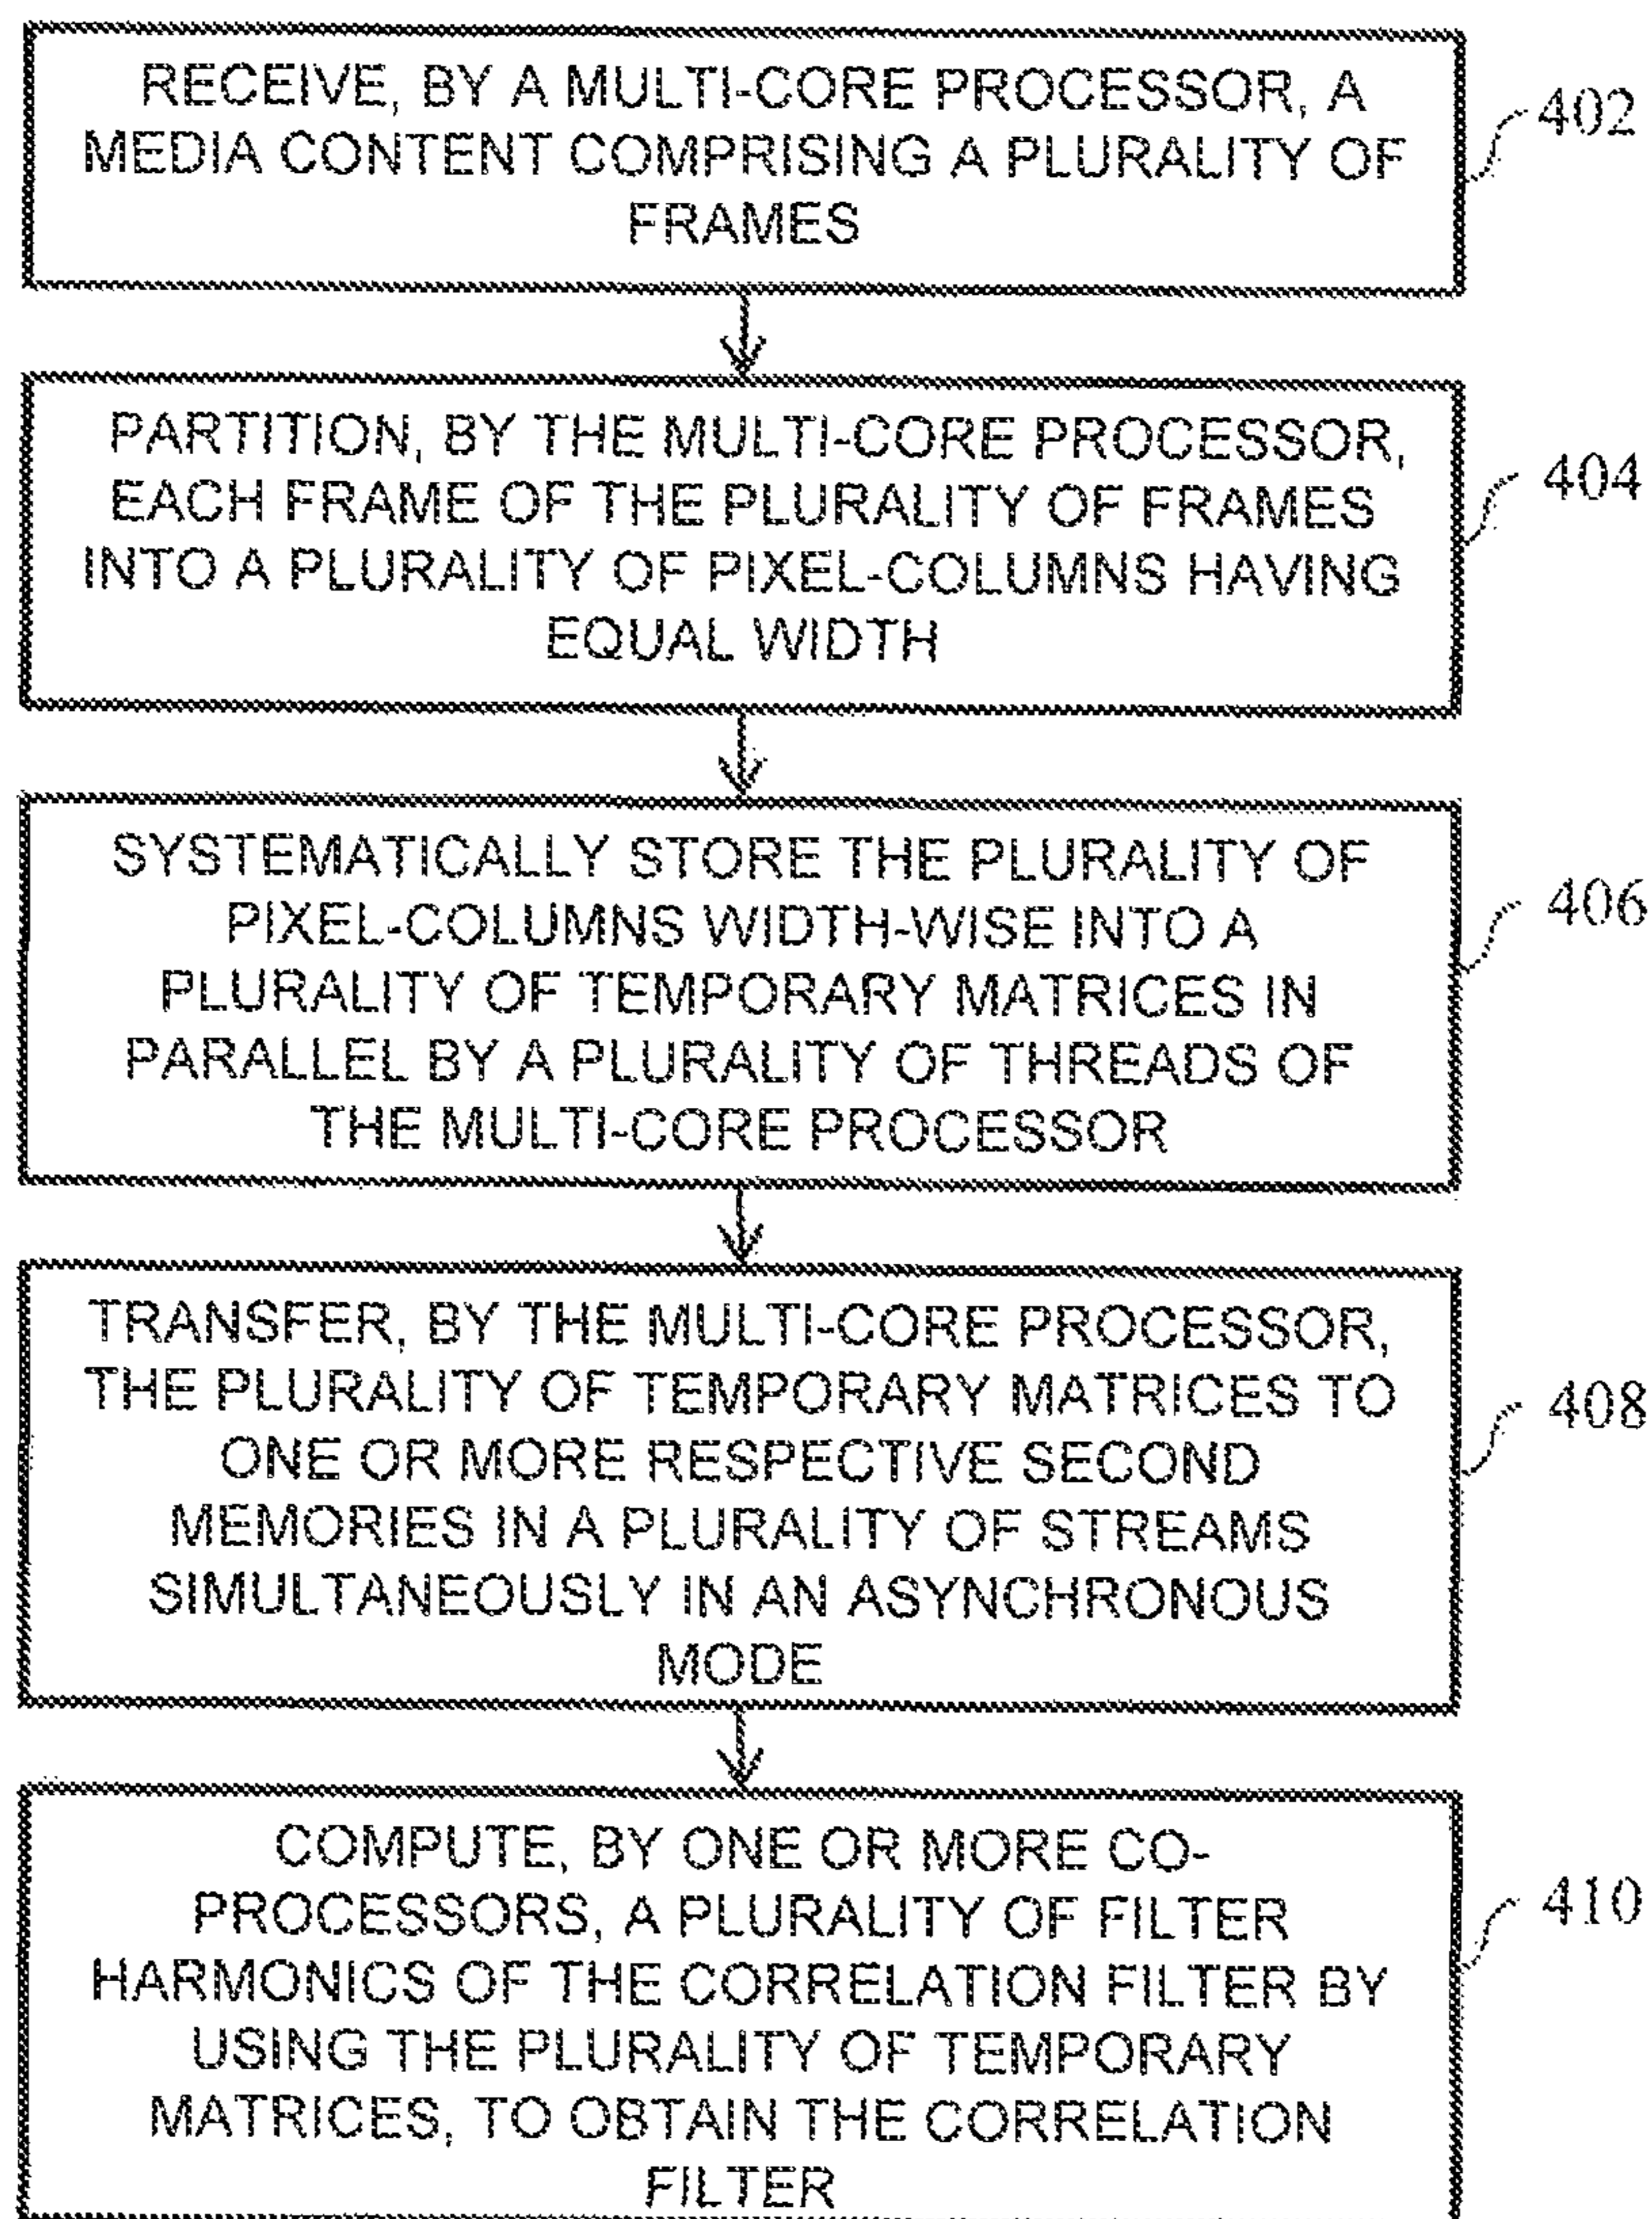 RECEIVE, BY A MULTI-CORE PROCESSOR, A
MEDIA CONTENT COMPRISING A PLURALITY OF
FRAMES
402
PARTITION, BY THE MULTI-CORE PROCESSOR,
EACH FRAME OF THE PLURALITY OF FRAMES
INTO A PLURALITY OF PIXEL-COLUMNS HAVING
EQUAL WIDTH
404
SYSTEMATICALLY STORE THE PLURALITY OF
PIXEL-COLUMNS WIDTH-WISE INTO A
PLURALITY OF TEMPORARY MATRICES IN
PARALLEL BY A PLURALITY OF THREADS OF
THE MULTI-CORE PROCESSOR
406
TRANSFER, BY THE MULTI-CORE PROCESSOR,
THE PLURALITY OF TEMPORARY MATRICES TO
ONE OR MORE RESPECTIVE SECOND
MEMORIES IN A PLURALITY OF STREAMS
SIMULTANEOUSLY IN AN ASYNCHRONOUS
MODE
408
COMPUTE, BY ONE OR MORE CO-
PROCESSORS, A PLURALITY OF FILTER
HARMONICS OF THE CORRELATION FILTER BY
USING THE PLURALITY OF TEMPORARY
MATRICES, TO OBTAIN THE CORRELATION
FILTER
410